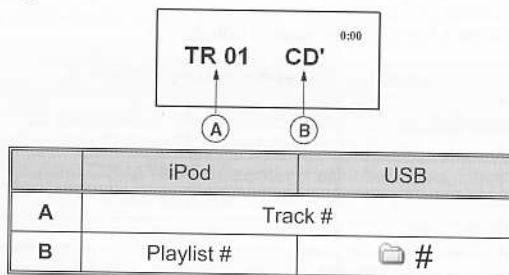 0:00
TR 01 CD'
A B
iPod USB
A Track #
B Playlist # #